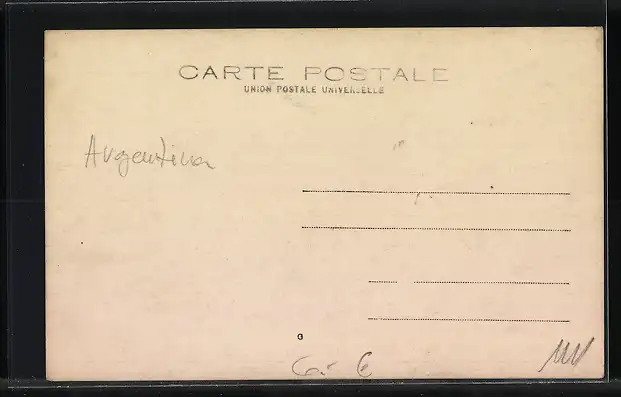 CARTE POSTALE
UNION POSTALE UNIVERSELLE
Argentina
G